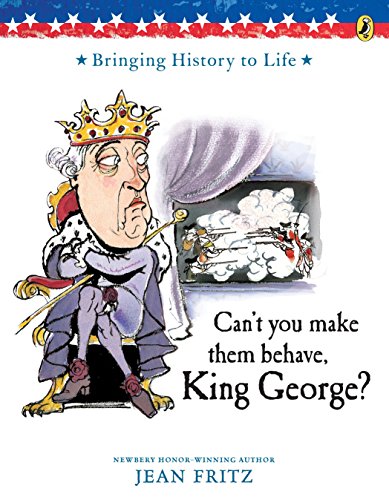 ★ Bringing History to Life ★
Can't you make
them behave,
King George?
NEWBERY HONOR-WINNING AUTHOR
JEAN FRITZ